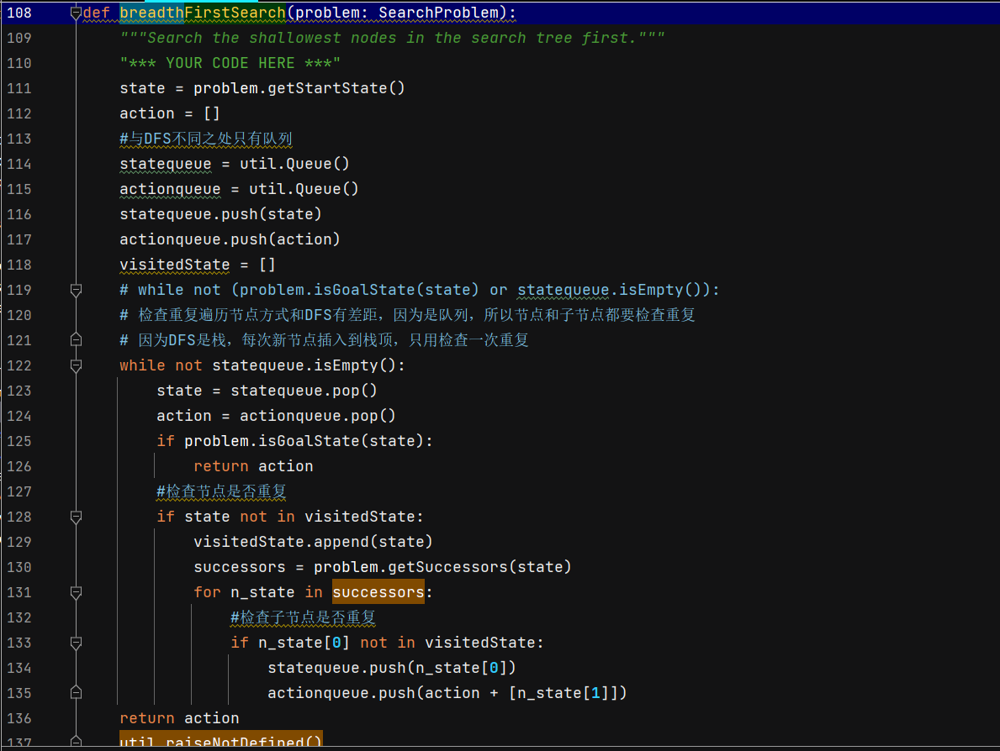 108 def breadthFirstSearch(problem: SearchProblem):
109 """Search the shallowest nodes in the search tree first."""
110 "*** YOUR CODE HERE ***"
111 state = problem.getStartState()
112 action = []
113 #与DFS不同之处只有队列
114 statequeue = util.Queue()
115 actionqueue = util.Queue()
116 statequeue.push(state)
117 actionqueue.push(action)
118 visitedState = []
119 # while not (problem.isGoalState(state) or statequeue.isEmpty()):
120 # 检查重复遍历节点方式和DFS有差距，因为是队列，所以节点和子节点都要检查重复
121 # 因为DFS是栈，每次新节点插入到栈顶，只用检查一次重复
122 while not statequeue.isEmpty():
123 state = statequeue.pop()
124 action = actionqueue.pop()
125 if problem.isGoalState(state):
126 return action
127 #检查节点是否重复
128 if state not in visitedState:
129 visitedState.append(state)
130 successors = problem.getSuccessors(state)
131 for n_state in successors:
132 #检查子节点是否重复
133 if n_state[0] not in visitedState:
134 statequeue.push(n_state[0])
135 actionqueue.push(action + [n_state[1]])
136 return action
137 util.raiseNotDefined()